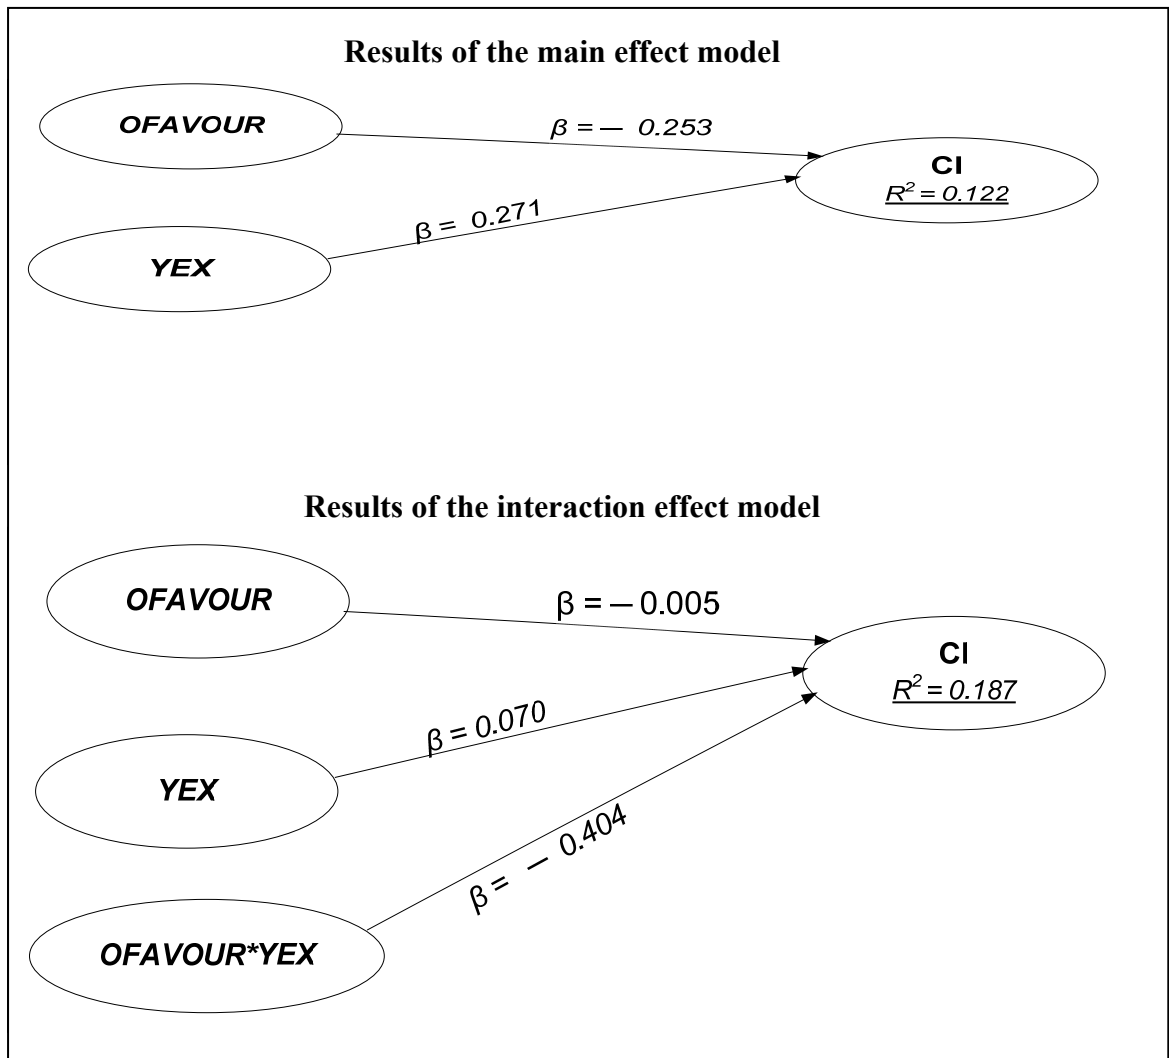 Results of the main effect model
OFAVOUR
β = — 0.253
CI
R² = 0.122
β = 0.271
YEX
Results of the interaction effect model
OFAVOUR
β = — 0.005
CI
R² = 0.187
β = 0.070
YEX
β = — 0.404
OFAVOUR*YEX